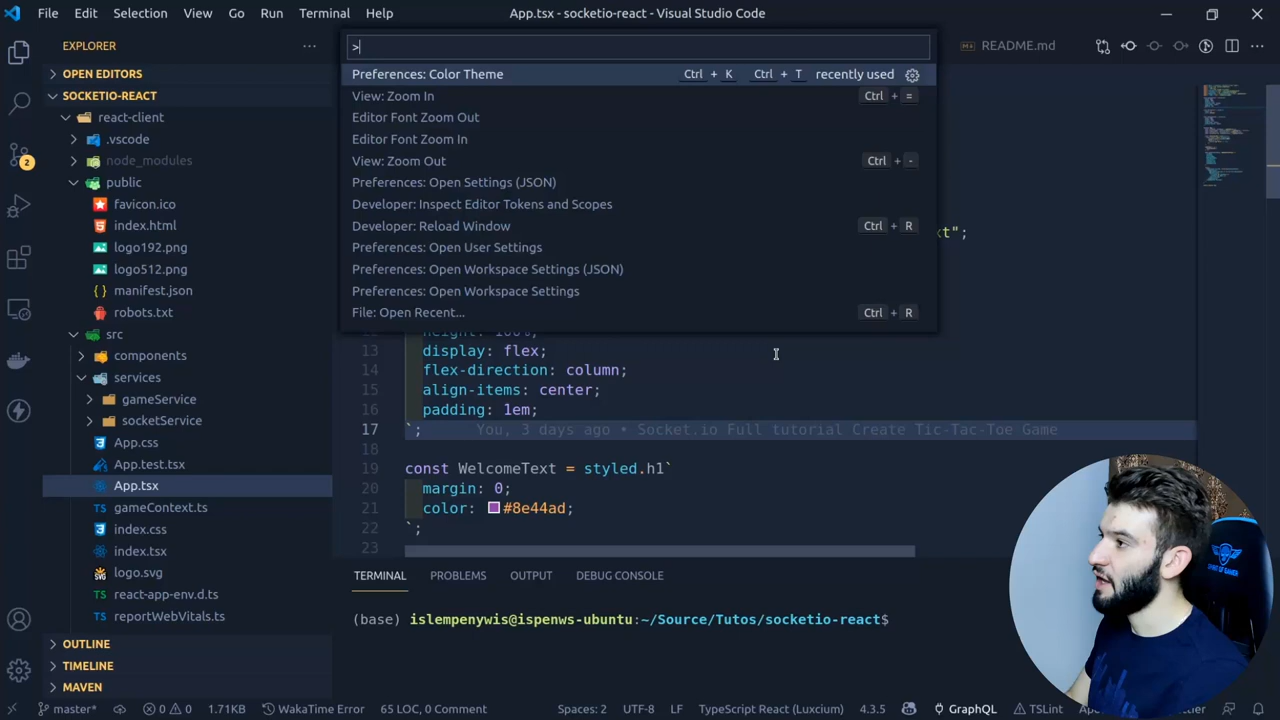 File Edit Selection View Go Run Terminal Help
App.tsx - socketio-react - Visual Studio Code
EXPLORER
OPEN EDITORS
SOCKETIO-REACT
react-client
.vscode
node_modules
public
favicon.ico
index.html
logo192.png
logo512.png
manifest.json
robots.txt
src
components
services
gameService
socketService
App.css
App.test.tsx
App.tsx
gameContext.ts
index.css
index.tsx
logo.svg
react-app-env.d.ts
reportWebVitals.ts
OUTLINE
TIMELINE
MAVEN
2
>
Preferences: Color Theme Ctrl + K Ctrl + T recently used
View: Zoom In Ctrl + =
Editor Font Zoom Out
Editor Font Zoom In
View: Zoom Out Ctrl + -
Preferences: Open Settings (JSON)
Developer: Inspect Editor Tokens and Scopes
Developer: Reload Window Ctrl + R
Preferences: Open User Settings
Preferences: Open Workspace Settings (JSON)
Preferences: Open Workspace Settings
File: Open Recent... Ctrl + R
README.md
xt";
height: 100%;
13 display: flex;
14 flex-direction: column;
15 align-items: center;
16 padding: 1em;
17 `; You, 3 days ago • Socket.io Full tutorial Create Tic-Tac-Toe Game
18
19 const WelcomeText = styled.h1`
20 margin: 0;
21 color: #8e44ad;
22 `;
23
TERMINAL PROBLEMS OUTPUT DEBUG CONSOLE
(base) islempenywis@ispenws-ubuntu:~/Source/Tutos/socketio-react$
master* 0 0 1.71KB WakaTime Error 65 LOC, 0 Comment Spaces: 2 UTF-8 LF TypeScript React (Luxcium) 4.3.5 GraphQL TSLint